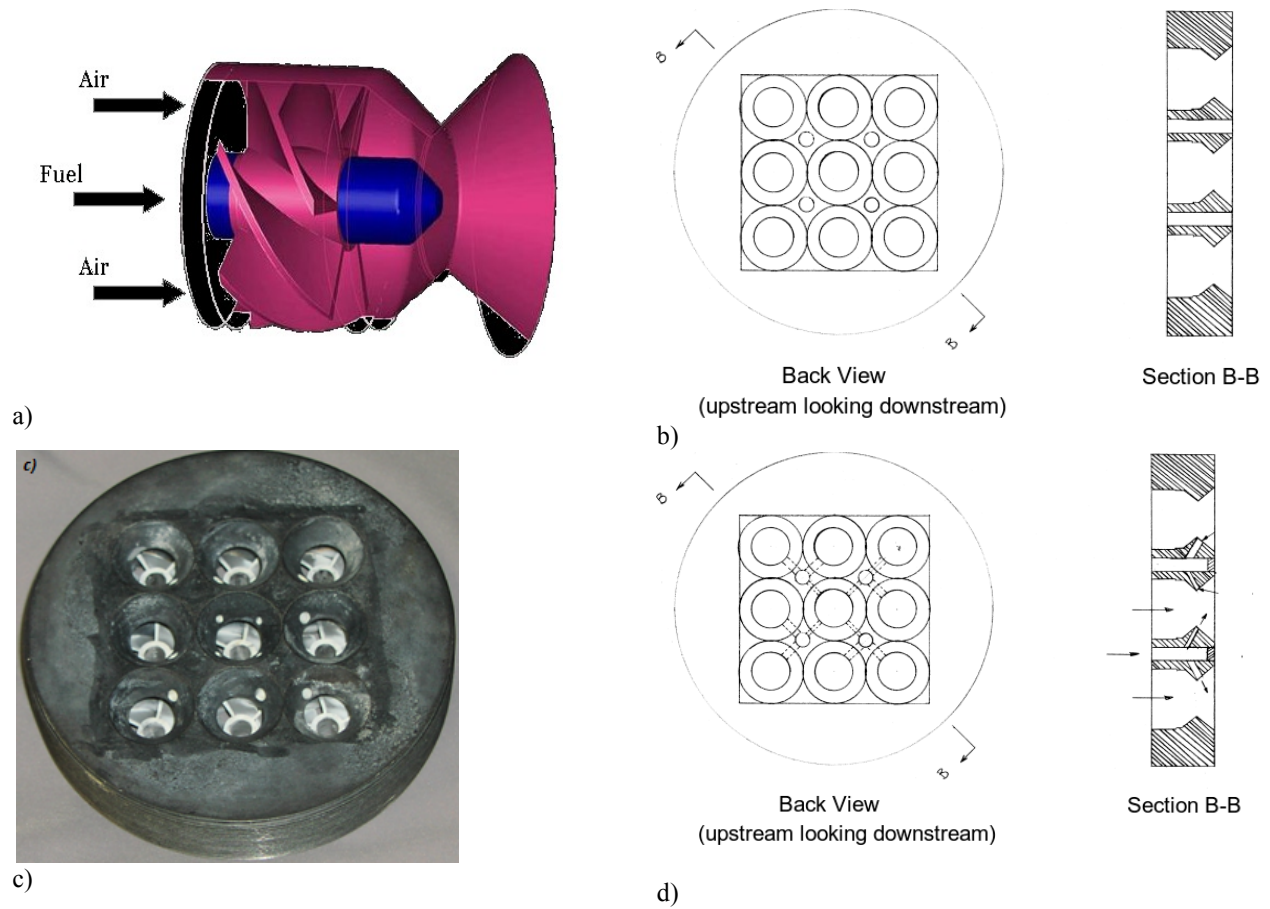 Air
Fuel
Air
a)
B
B
Back View
(upstream looking downstream)
Section B-B
b)
c)
c)
B
B
Back View
(upstream looking downstream)
Section B-B
d)